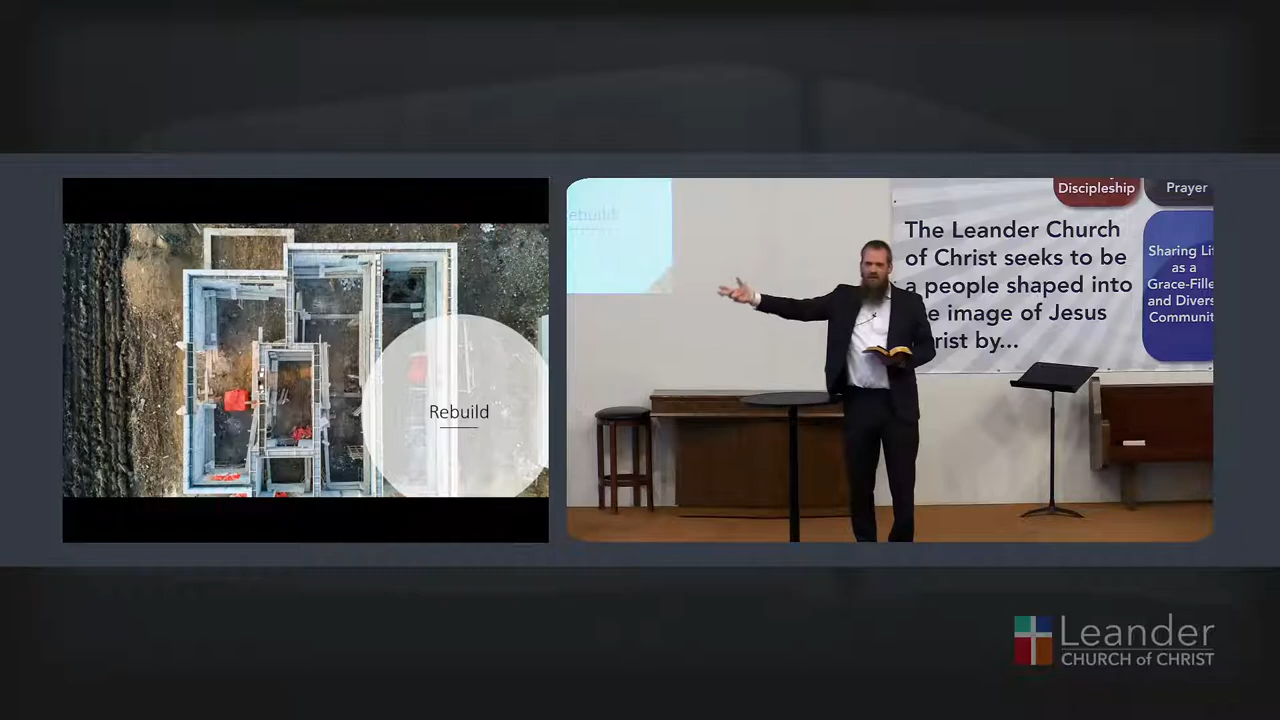 Rebuild
Discipleship
Prayer
The Leander Church
of Christ seeks to be
a people shaped into
e image of Jesus
rist by...
Sharing
as a
and
Leander
CHURCH of CHRIST